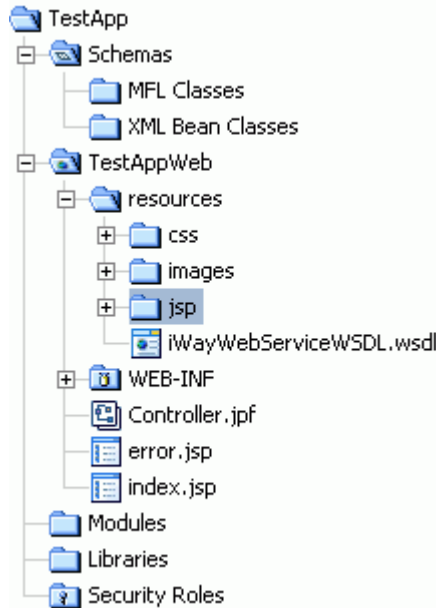 TestApp
Schemas
MFL Classes
XML Bean Classes
TestAppWeb
resources
css
images
jsp
iWayWebServiceWSDL.wsdl
WEB-INF
Controller.jpf
error.jsp
index.jsp
Modules
Libraries
Security Roles